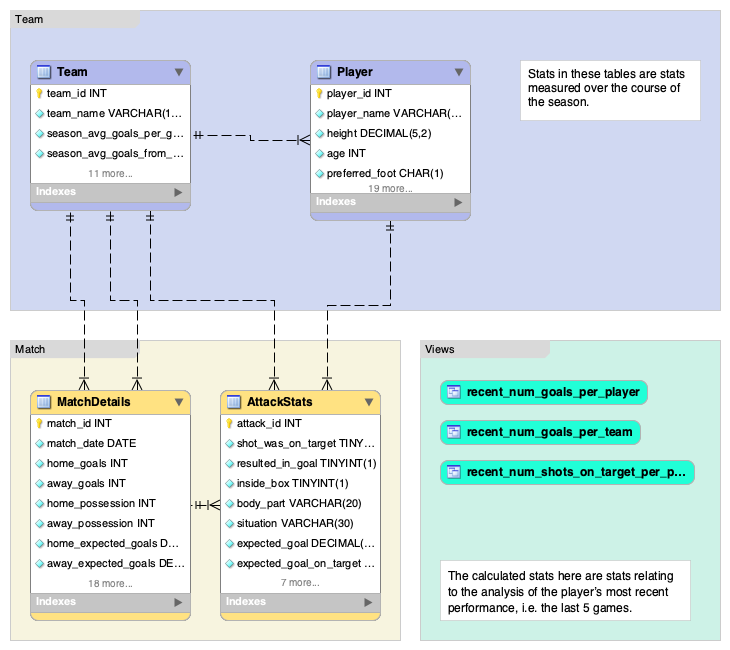 Team
Team
team_id INT
team_name VARCHAR(1...
season_avg_goals_per_g...
season_avg_goals_from_...
11 more...
Indexes
Player
player_id INT
player_name VARCHAR(...
height DECIMAL(5,2)
age INT
preferred_foot CHAR(1)
19 more...
Indexes
Stats in these tables are stats
measured over the course of
the season.
Match
MatchDetails
match_id INT
match_date DATE
home_goals INT
away_goals INT
home_possession INT
away_possession INT
home_expected_goals D...
away_expected_goals DE...
18 more...
Indexes
AttackStats
attack_id INT
shot_was_on_target TINY...
resulted_in_goal TINYINT(1)
inside_box TINYINT(1)
body_part VARCHAR(20)
situation VARCHAR(30)
expected_goal DECIMAL(...
expected_goal_on_target ...
7 more...
Indexes
Views
recent_num_goals_per_player
recent_num_goals_per_team
recent_num_shots_on_target_per_p...
The calculated stats here are stats relating
to the analysis of the player's most recent
performance, i.e. the last 5 games.